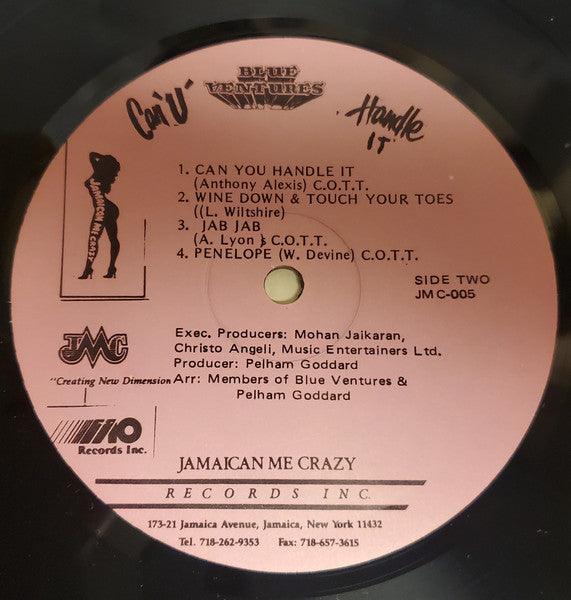 BLUE
VENTURES
Can "U"
Handle
IT
JAMAICAN ME CRAZY
1. CAN YOU HANDLE IT
(Anthony Alexis) C.O.T.T.
2. WINE DOWN & TOUCH YOUR TOES
((L. Wiltshire)
3. JAB JAB
(A. Lyon ) C.O.T.T.
4. PENELOPE (W. Devine) C.O.T.T.
SIDE TWO
JMC-005
JMC
"Creating New Dimension
Exec. Producers: Mohan Jaikaran,
Christo Angeli, Music Entertainers Ltd.
Producer: Pelham Goddard
Arr: Members of Blue Ventures &
Pelham Goddard
Records Inc.
JAMAICAN ME CRAZY
RECORDS INC.
173-21 Jamaica Avenue, Jamaica, New York 11432
Tel. 718-262-9353 Fax: 718-657-3615